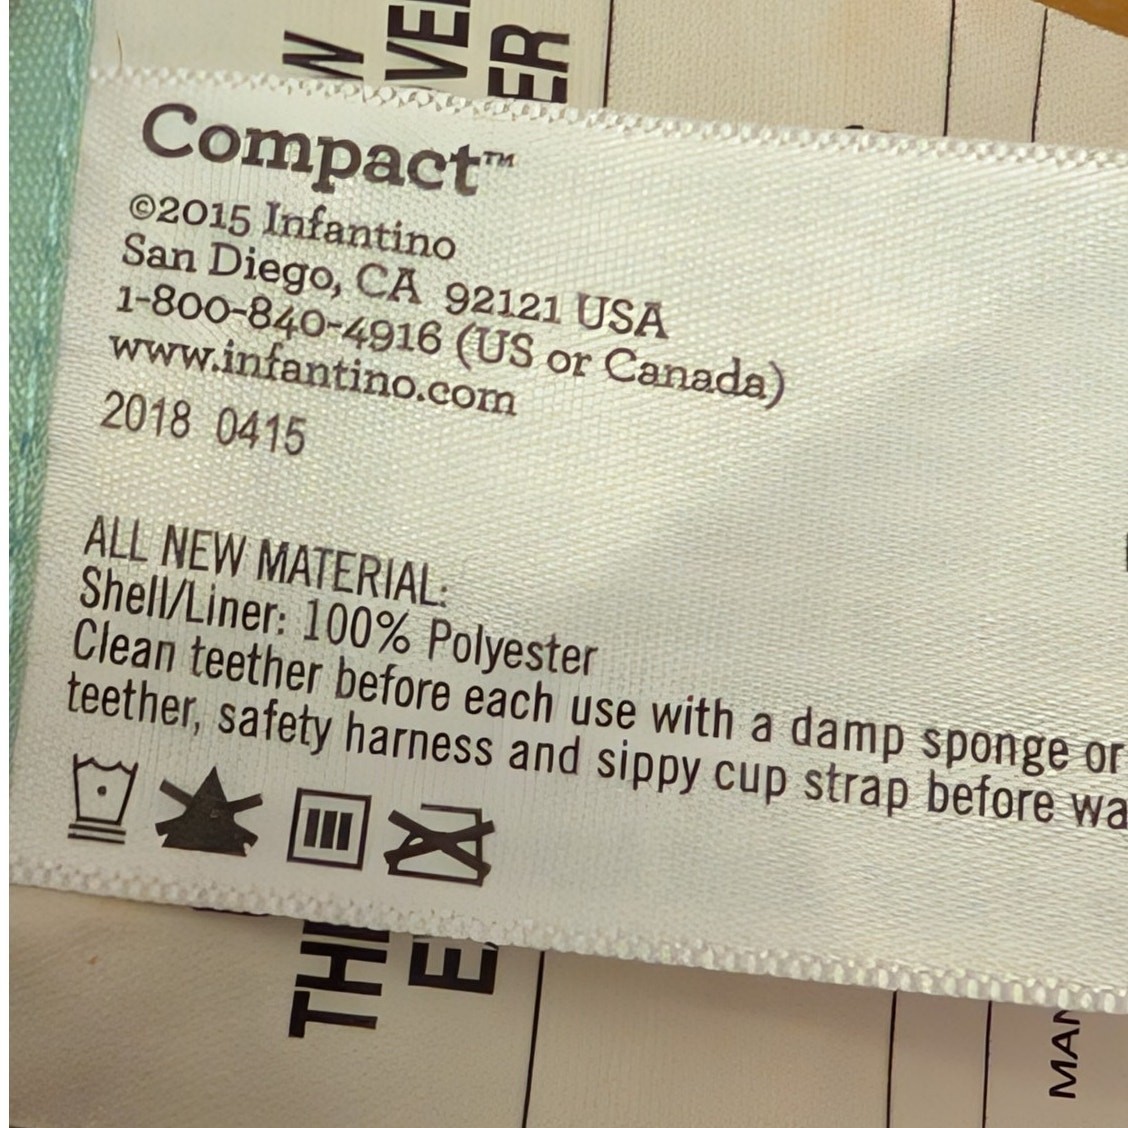 Compact™
©2015 Infantino
San Diego, CA 92121 USA
1-800-840-4916 (US or Canada)
www.infantino.com
2018 0415
ALL NEW MATERIAL:
Shell/Liner: 100% Polyester
Clean teether before each use with a damp sponge or
teether, safety harness and sippy cup strap before